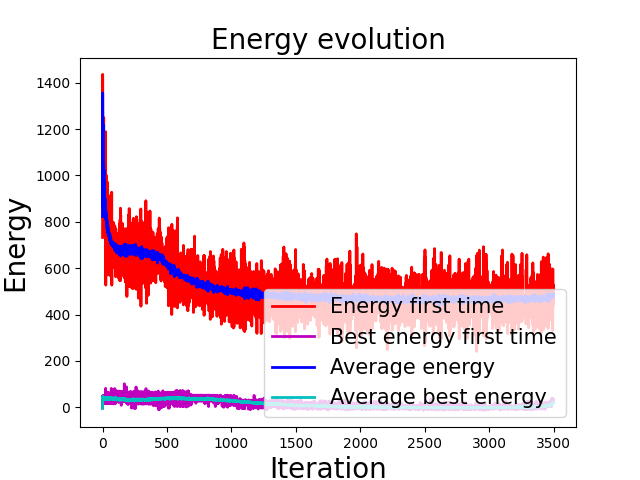 Energy evolution
1400
1200
1000
800
600
400
200
0
Energy
Energy first time
Best energy first time
Average energy
Average best energy
0 500 1000 1500 2000 2500 3000 3500
Iteration